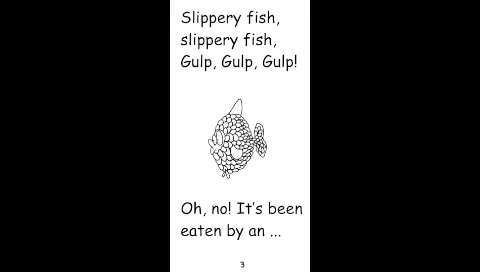 Slippery fish,
slippery fish,
Gulp, Gulp, Gulp!
Oh, no! It's been
eaten by an ...
3